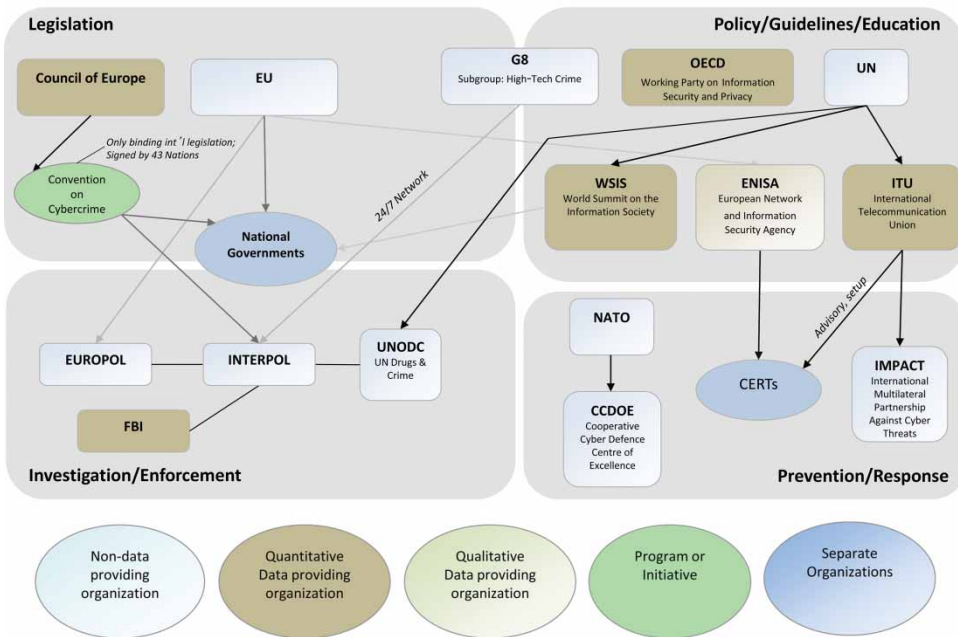 Legislation
Council of Europe
EU
G8
Subgroup: High-Tech Crime
Only binding int'l legislation;
Signed by 43 Nations
Convention
on
Cybercrime
24/7 Network
National
Governments
Policy/Guidelines/Education
OECD
Working Party on Information
Security and Privacy
UN
WSIS
World Summit on the
Information Society
ENISA
European Network
and Information
Security Agency
ITU
International
Telecommunication
Union
EUROPOL
INTERPOL
UNODC
UN Drugs &
Crime
FBI
Investigation/Enforcement
NATO
Advisory, setup
CERTs
CCDOE
Cooperative
Cyber Defence
Centre of
Excellence
IMPACT
International
Multilateral
Partnership
Against Cyber
Threats
Prevention/Response
Non-data
providing
organization
Quantitative
Data providing
organization
Qualitative
Data providing
organization
Program or
Initiative
Separate
Organizations